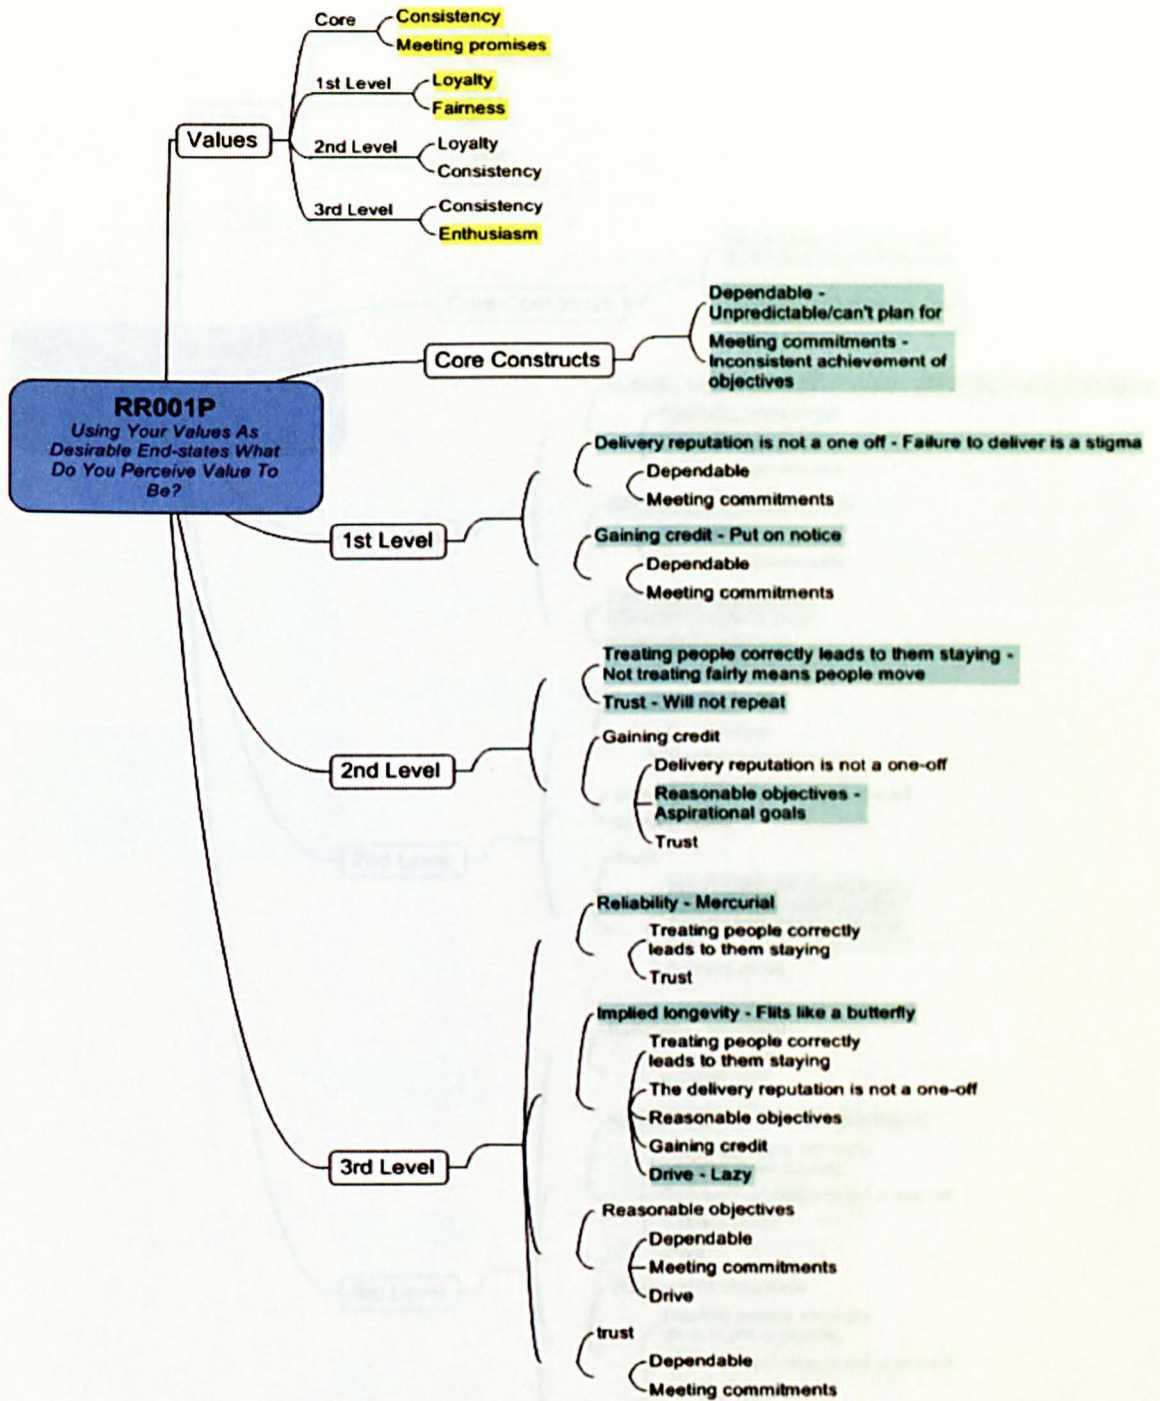 Core
Consistency
Meeting promises
1st Level
Loyalty
Fairness
Values
2nd Level
Loyalty
Consistency
3rd Level
Consistency
Enthusiasm
Core Constructs
Dependable -
Unpredictable/can't plan for
Meeting commitments -
Inconsistent achievement of
objectives
RR001P
Using Your Values As
Desirable End-states What
Do You Perceive Value To
Be?
1st Level
Delivery reputation is not a one off - Failure to deliver is a stigma
Dependable
Meeting commitments
Gaining credit - Put on notice
Dependable
Meeting commitments
2nd Level
Treating people correctly leads to them staying -
Not treating fairly means people move
Trust - Will not repeat
Gaining credit
Delivery reputation is not a one-off
Reasonable objectives -
Aspirational goals
Trust
3rd Level
Reliability - Mercurial
Treating people correctly
leads to them staying
Trust
Implied longevity - Flits like a butterfly
Treating people correctly
leads to them staying
The delivery reputation is not a one-off
Reasonable objectives
Gaining credit
Drive - Lazy
Reasonable objectives
Dependable
Meeting commitments
Drive
trust
Dependable
Meeting commitments